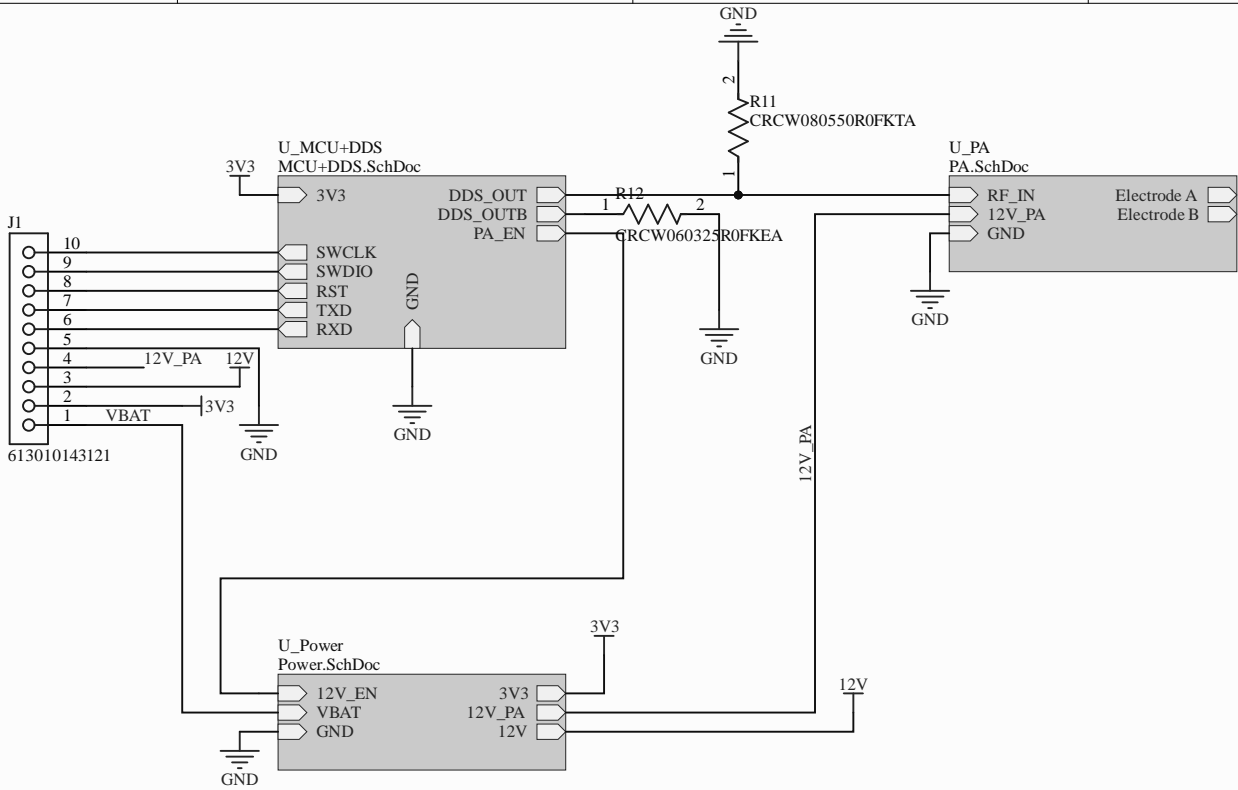 GND
2
R11
CRCW080550R0FKTA
1
U_MCU+DDS
MCU+DDS.SchDoc
3V3
3V3
DDS_OUT
DDS_OUTB
PA_EN
SWCLK
SWDIO
RST
TXD
RXD
GND
GND
R12
1
2
CRCW060325R0FKEA
GND
U_PA
PA.SchDoc
RF_IN
12V_PA
GND
Electrode A
Electrode B
GND
J1
10
9
8
7
6
5
4
3
2
1
12V_PA
12V
3V3
VBAT
GND
613010143121
12V_PA
U_Power
Power.SchDoc
12V_EN
VBAT
GND
3V3
12V_PA
12V
3V3
12V
GND